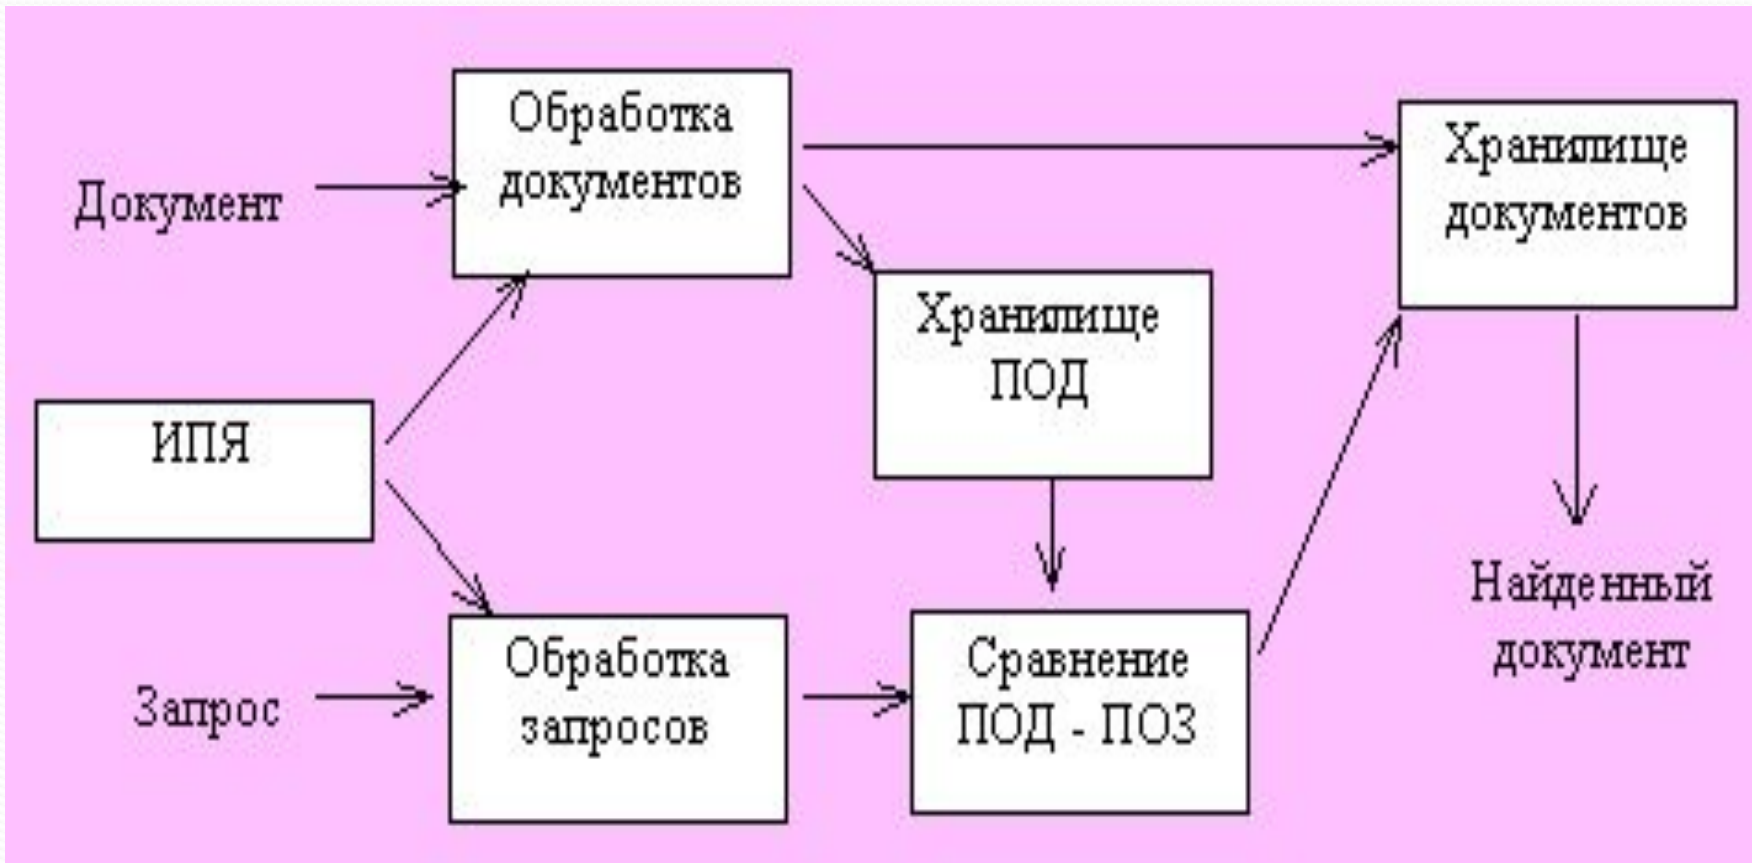 Обработка
документов
Хранилище
документов
Документ
Хранилище
ПОД
ИПЯ
Найденный
документ
Запрос
Обработка
запросов
Сравнение
ПОД - ПОЗ